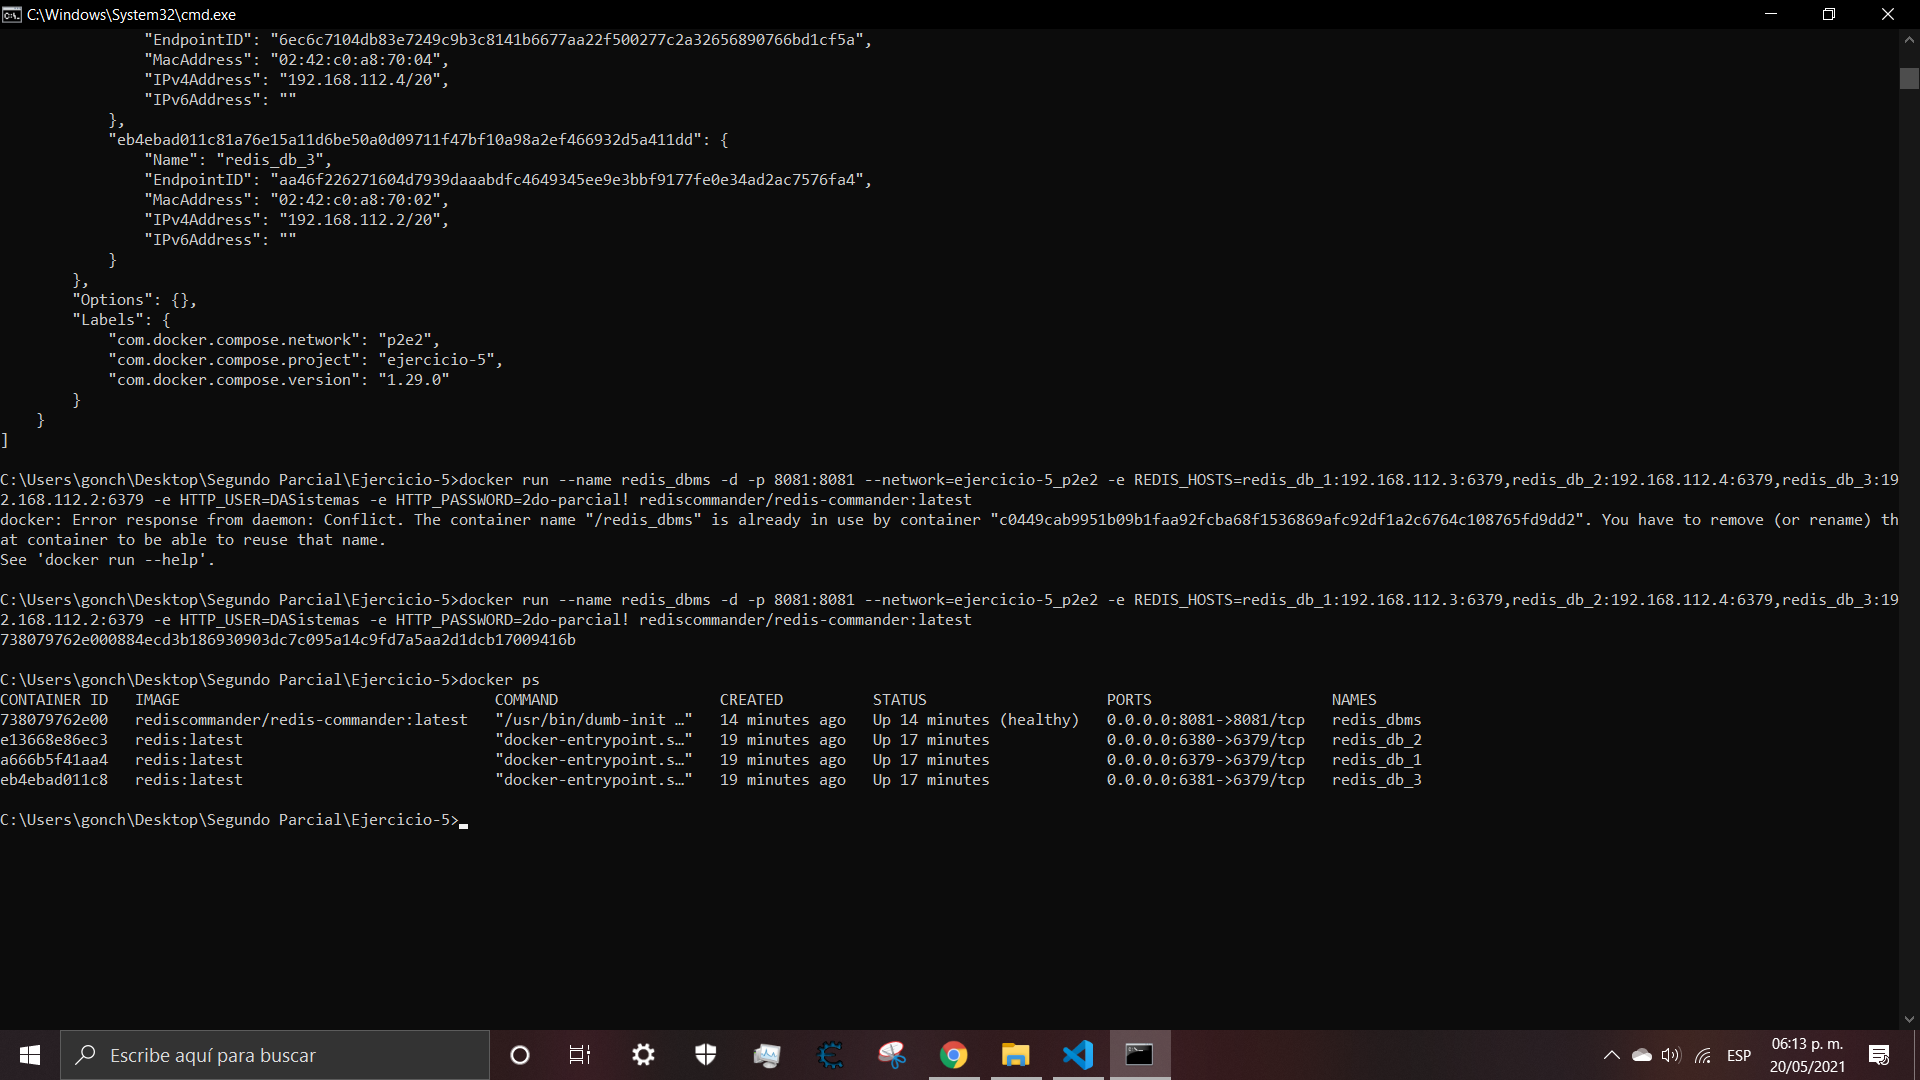 C:\Windows\System32\cmd.exe
"EndpointID": "6ec6c7104db83e7249c9b3c8141b6677aa22f500277c2a32656890766bd1cf5a",
"MacAddress": "02:42:c0:a8:70:04",
"IPv4Address": "192.168.112.4/20",
"IPv6Address": ""
},
"eb4ebad011c81a76e15a11d6be50a0d09711f47bf10a98a2ef466932d5a411dd": {
"Name": "redis_db_3",
"EndpointID": "aa46f226271604d7939daaabdfc4649345ee9e3bbf9177fe0e34ad2ac7576fa4",
"MacAddress": "02:42:c0:a8:70:02",
"IPv4Address": "192.168.112.2/20",
"IPv6Address": ""
}
},
"Options": {},
"Labels": {
"com.docker.compose.network": "p2e2",
"com.docker.compose.project": "ejercicio-5",
"com.docker.compose.version": "1.29.0"
}
}
]
C:\Users\gonch\Desktop\Segundo Parcial\Ejercicio-5>docker run --name redis_dbms -d -p 8081:8081 --network=ejercicio-5_p2e2 -e REDIS_HOSTS=redis_db_1:192.168.112.3:6379,redis_db_2:192.168.112.4:6379,redis_db_3:19
2.168.112.2:6379 -e HTTP_USER=DASistemas -e HTTP_PASSWORD=2do-parcial! rediscommander/redis-commander:latest
docker: Error response from daemon: Conflict. The container name "/redis_dbms" is already in use by container "c0449cab9951b09b1faa92fcba68f1536869afc92df1a2c6764c108765fd9dd2". You have to remove (or rename) th
at container to be able to reuse that name.
See 'docker run --help'.
C:\Users\gonch\Desktop\Segundo Parcial\Ejercicio-5>docker run --name redis_dbms -d -p 8081:8081 --network=ejercicio-5_p2e2 -e REDIS_HOSTS=redis_db_1:192.168.112.3:6379,redis_db_2:192.168.112.4:6379,redis_db_3:19
2.168.112.2:6379 -e HTTP_USER=DASistemas -e HTTP_PASSWORD=2do-parcial! rediscommander/redis-commander:latest
738079762e000884ecd3b186930903dc7c095a14c9fd7a5aa2d1dcb17009416b
C:\Users\gonch\Desktop\Segundo Parcial\Ejercicio-5>docker ps
CONTAINER ID IMAGE COMMAND CREATED STATUS PORTS NAMES
738079762e00 rediscommander/redis-commander:latest "/usr/bin/dumb-init …" 14 minutes ago Up 14 minutes (healthy) 0.0.0.0:8081->8081/tcp redis_dbms
e13668e86ec3 redis:latest "docker-entrypoint.s…" 19 minutes ago Up 17 minutes 0.0.0.0:6380->6379/tcp redis_db_2
a666b5f41aa4 redis:latest "docker-entrypoint.s…" 19 minutes ago Up 17 minutes 0.0.0.0:6379->6379/tcp redis_db_1
eb4ebad011c8 redis:latest "docker-entrypoint.s…" 19 minutes ago Up 17 minutes 0.0.0.0:6381->6379/tcp redis_db_3
C:\Users\gonch\Desktop\Segundo Parcial\Ejercicio-5>
Escribe aquí para buscar
ESP
06:13 p. m.
20/05/2021